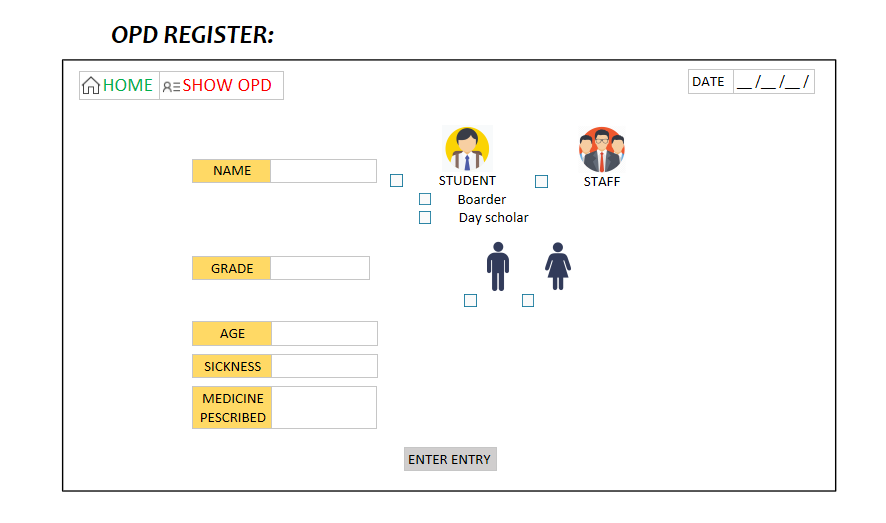 OPD REGISTER:
HOME SHOW OPD
DATE __ /__ /__ /
NAME
STUDENT
STAFF
Boarder
Day scholar
GRADE
AGE
SICKNESS
MEDICINE
PESCRIBED
ENTER ENTRY